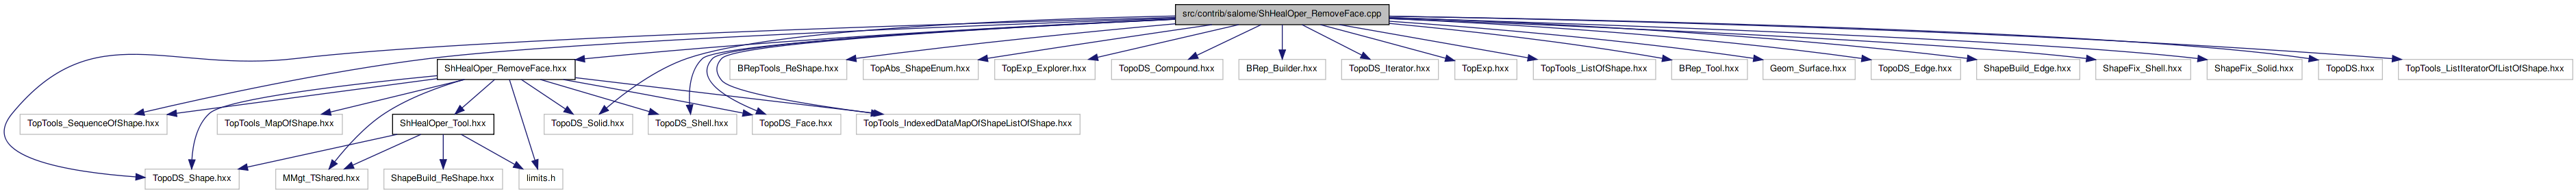 src/contrib/salome/ShHealOper_RemoveFace.cpp
ShHealOper_RemoveFace.hxx
BRepTools_ReShape.hxx
TopAbs_ShapeEnum.hxx
TopExp_Explorer.hxx
TopoDS_Compound.hxx
BRep_Builder.hxx
TopoDS_Iterator.hxx
TopExp.hxx
TopTools_ListOfShape.hxx
BRep_Tool.hxx
Geom_Surface.hxx
TopoDS_Edge.hxx
ShapeBuild_Edge.hxx
ShapeFix_Shell.hxx
ShapeFix_Solid.hxx
TopoDS.hxx
TopTools_ListIteratorOfListOfShape.hxx
TopTools_SequenceOfShape.hxx
TopTools_MapOfShape.hxx
ShHealOper_Tool.hxx
TopoDS_Solid.hxx
TopoDS_Shell.hxx
TopoDS_Face.hxx
TopTools_IndexedDataMapOfShapeListOfShape.hxx
TopoDS_Shape.hxx
MMgt_TShared.hxx
ShapeBuild_ReShape.hxx
limits.h